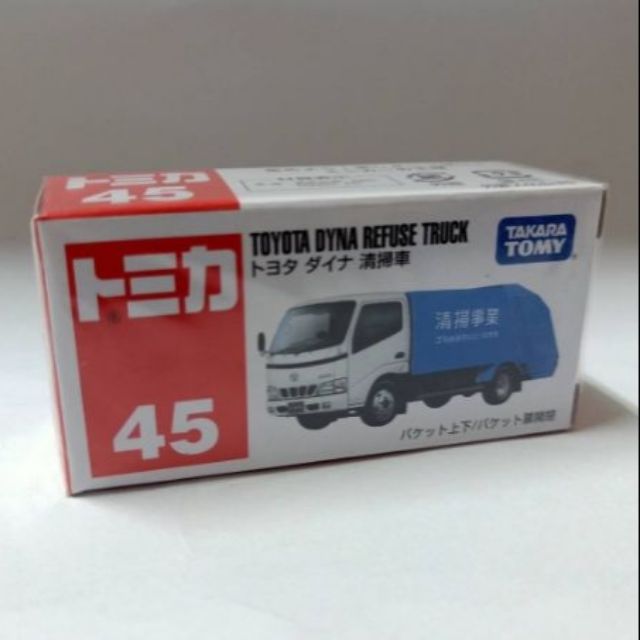 トミカ
45
トミカ
45
TOYOTA DYNA REFUSE TRUCK
トヨタ ダイナ 清掃車
TAKARA
TOMY
清掃事業
バケット上下/バケット扉開閉